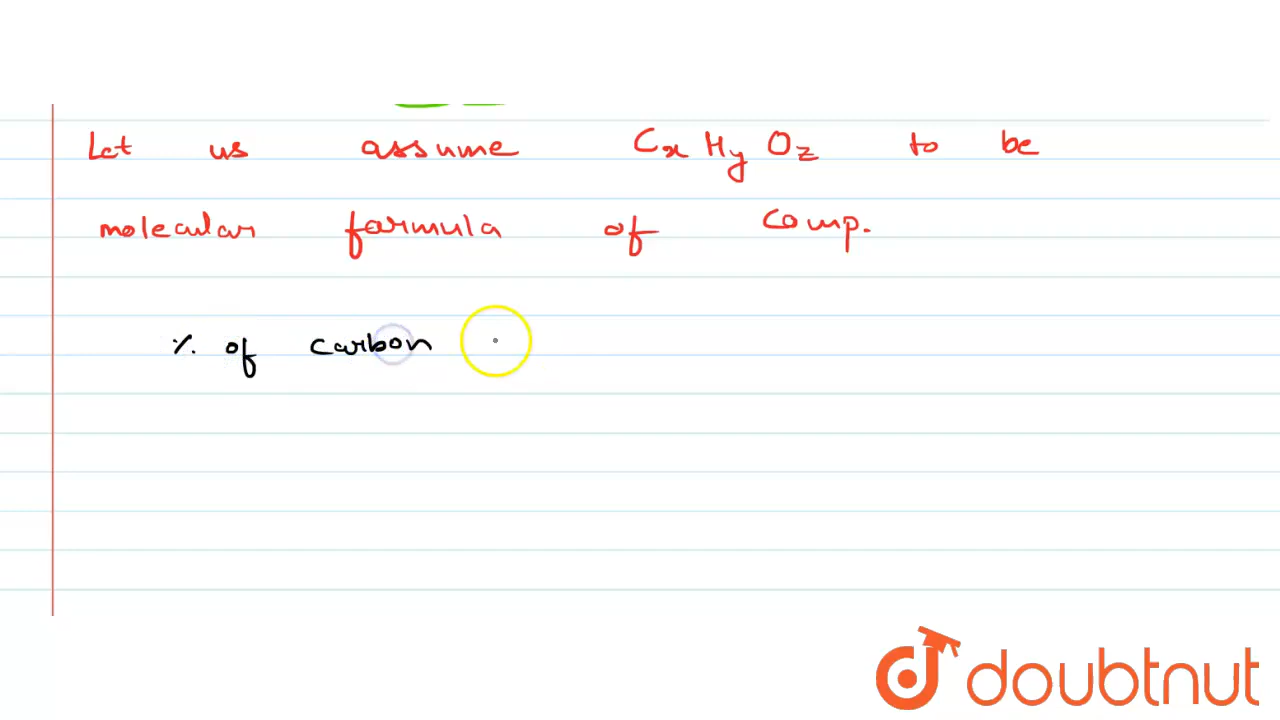 Let us assume CxHyOz to be
molecular formula of comp.
% of carbon
doubtnut